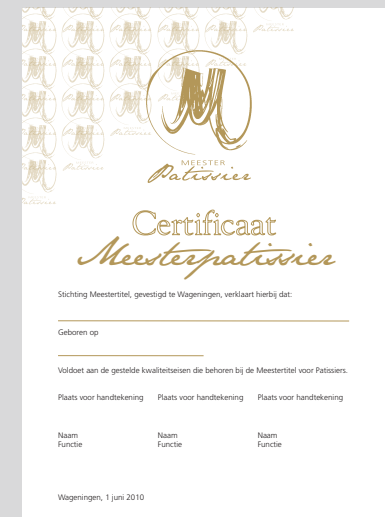 MEESTER
Patissier
Certificaat
Meesterpatissier
Stichting Meestertitel, gevestigd te Wageningen, verklaart hierbij dat:
Geboren op
Voldoet aan de gestelde kwaliteitseisen die behoren bij de Meestertitel voor Patissiers.
Plaats voor handtekening Plaats voor handtekening Plaats voor handtekening
Naam Naam Naam
Functie Functie Functie
Wageningen, 1 juni 2010